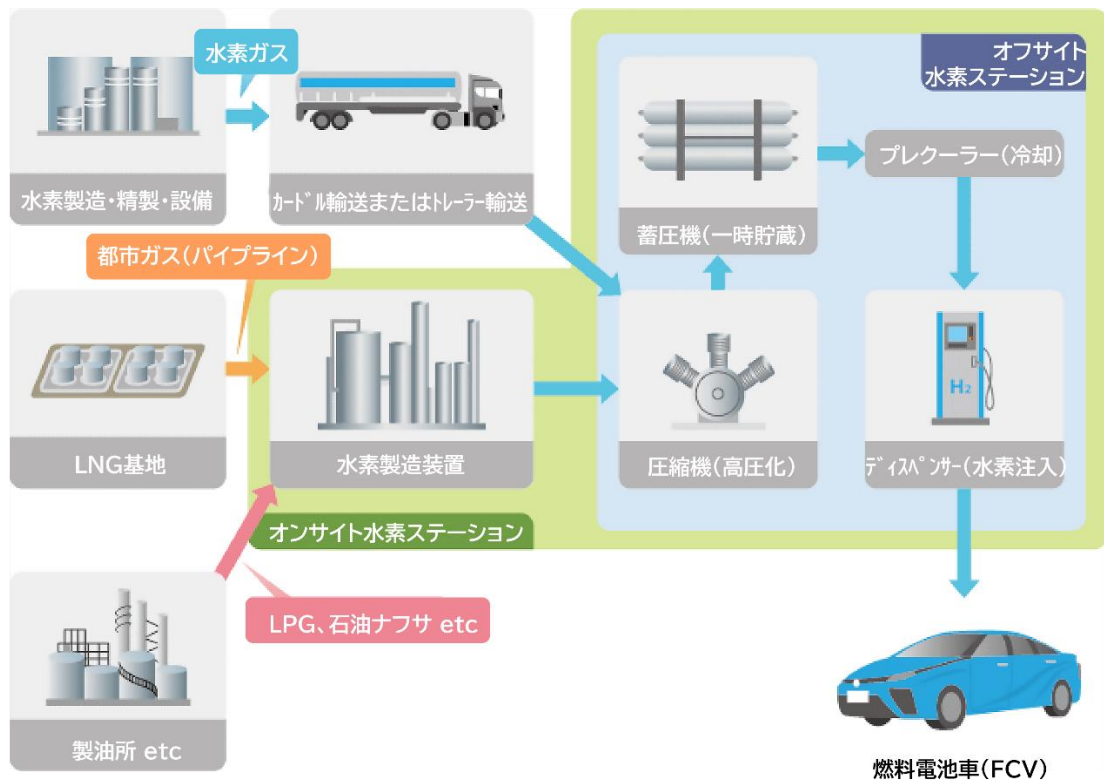 水素ガス
オフサイト
水素ステーション
プレクーラー(冷却)
水素製造・精製・設備
ｶｰﾄﾞﾙ輸送またはﾄﾚｰﾗｰ輸送
蓄圧機(一時貯蔵)
都市ガス(パイプライン)
H₂
LNG基地
水素製造装置
圧縮機(高圧化)
ﾃﾞｨｽﾍﾟﾝｻｰ(水素注入)
オンサイト水素ステーション
LPG、石油ナフサ etc
製油所 etc
燃料電池車(FCV)